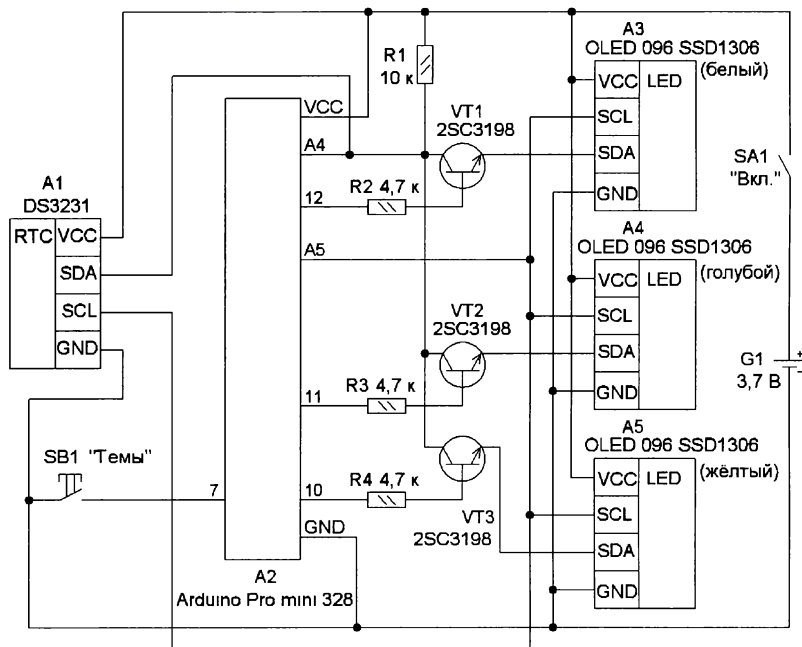 A3
OLED 096 SSD1306
(белый)
VCC LED
SCL
SDA
GND
R1
10 к
VCC
A4
12
A5
11
10
GND
7
VT1
2SC3198
R2 4,7 к
SA1
"Вкл."
A1
DS3231
RTC VCC
SDA
SCL
GND
A4
OLED 096 SSD1306
(голубой)
VCC LED
SCL
SDA
GND
VT2
2SC3198
R3 4,7 к
G1
+
3,7 В
A5
OLED 096 SSD1306
(жёлтый)
VCC LED
SCL
SDA
GND
SB1 "Темы"
R4 4,7 к
VT3
2SC3198
A2
Arduino Pro mini 328